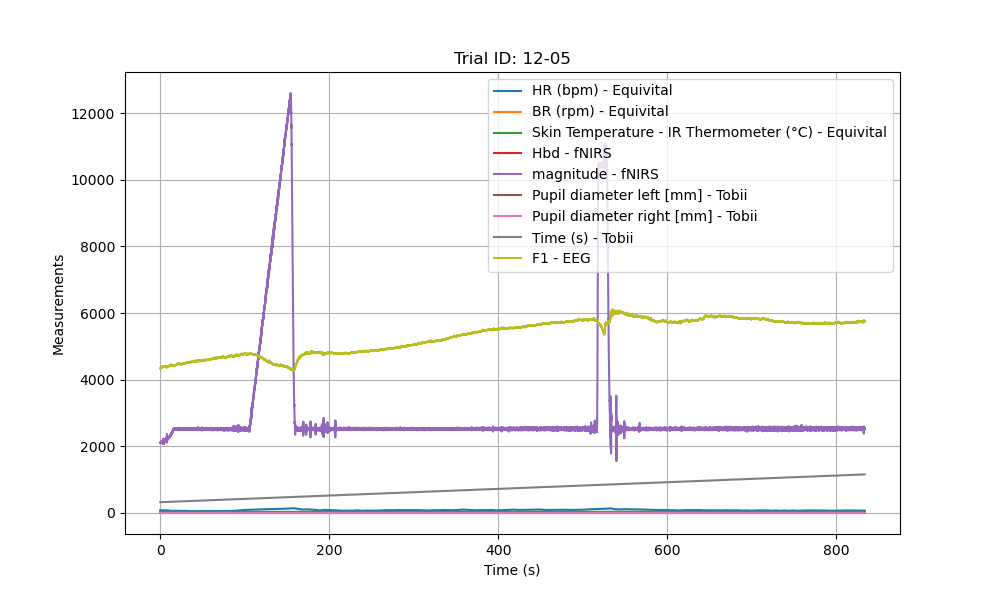 Trial ID: 12-05
HR (bpm) - Equivital
BR (rpm) - Equivital
Skin Temperature - IR Thermometer (°C) - Equivital
Hbd - fNIRS
magnitude - fNIRS
Pupil diameter left [mm] - Tobii
Pupil diameter right [mm] - Tobii
Time (s) - Tobii
F1 - EEG
Measurements
12000
10000
8000
6000
4000
2000
0
0 200 400 600 800
Time (s)